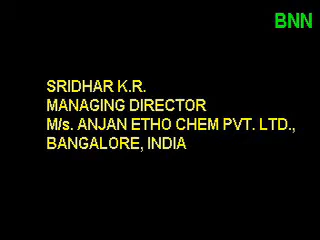 BNN
SRIDHAR K.R.
MANAGING DIRECTOR
M/s. ANJAN ETHO CHEM PVT. LTD.,
BANGALORE, INDIA